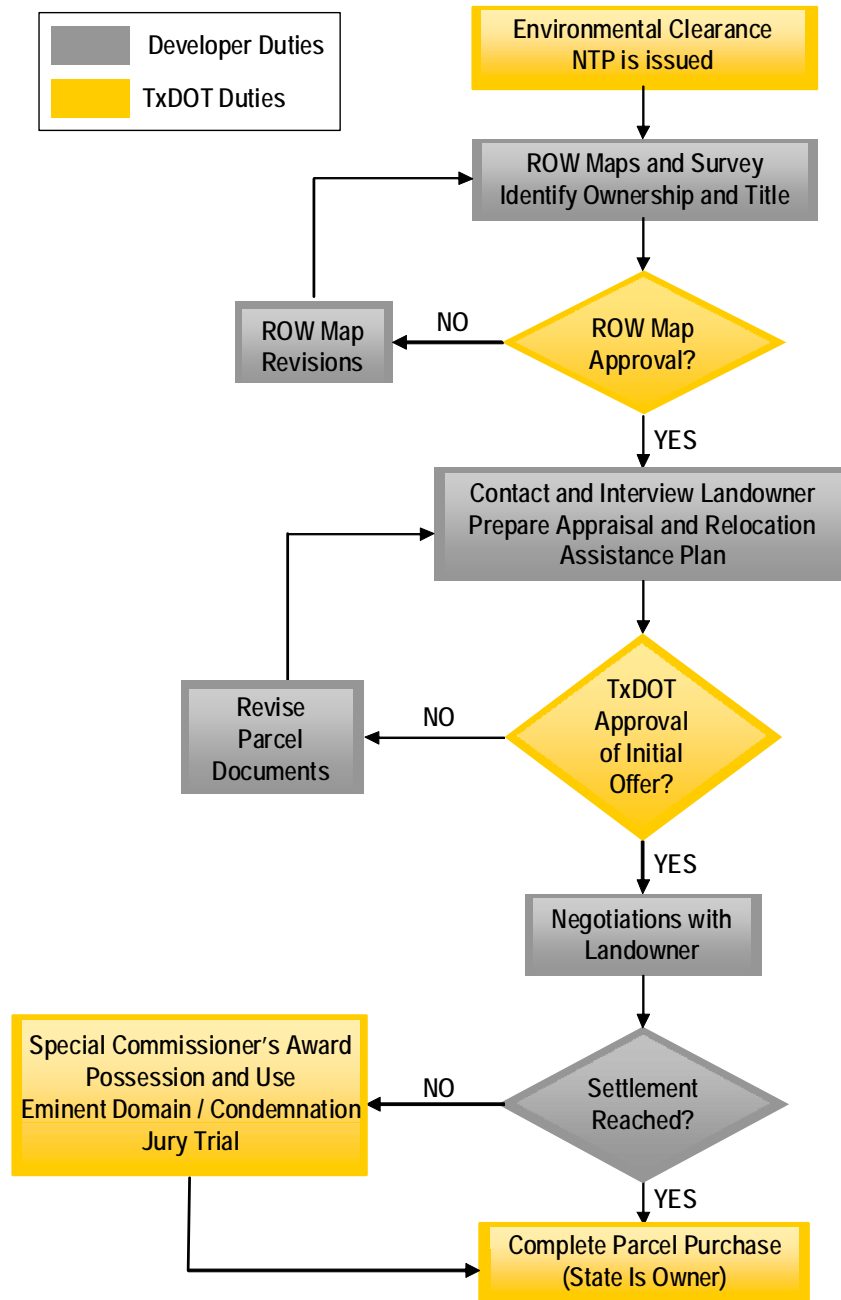 Developer Duties
TxDOT Duties
Environmental Clearance
NTP is issued
ROW Maps and Survey
Identify Ownership and Title
ROW Map
Revisions
NO
ROW Map
Approval?
YES
Contact and Interview Landowner
Prepare Appraisal and Relocation
Assistance Plan
Revise
Parcel
Documents
NO
TxDOT
Approval
of Initial
Offer?
YES
Negotiations with
Landowner
Special Commissioner's Award
Possession and Use
Eminent Domain / Condemnation
Jury Trial
NO
Settlement
Reached?
YES
Complete Parcel Purchase
(State Is Owner)